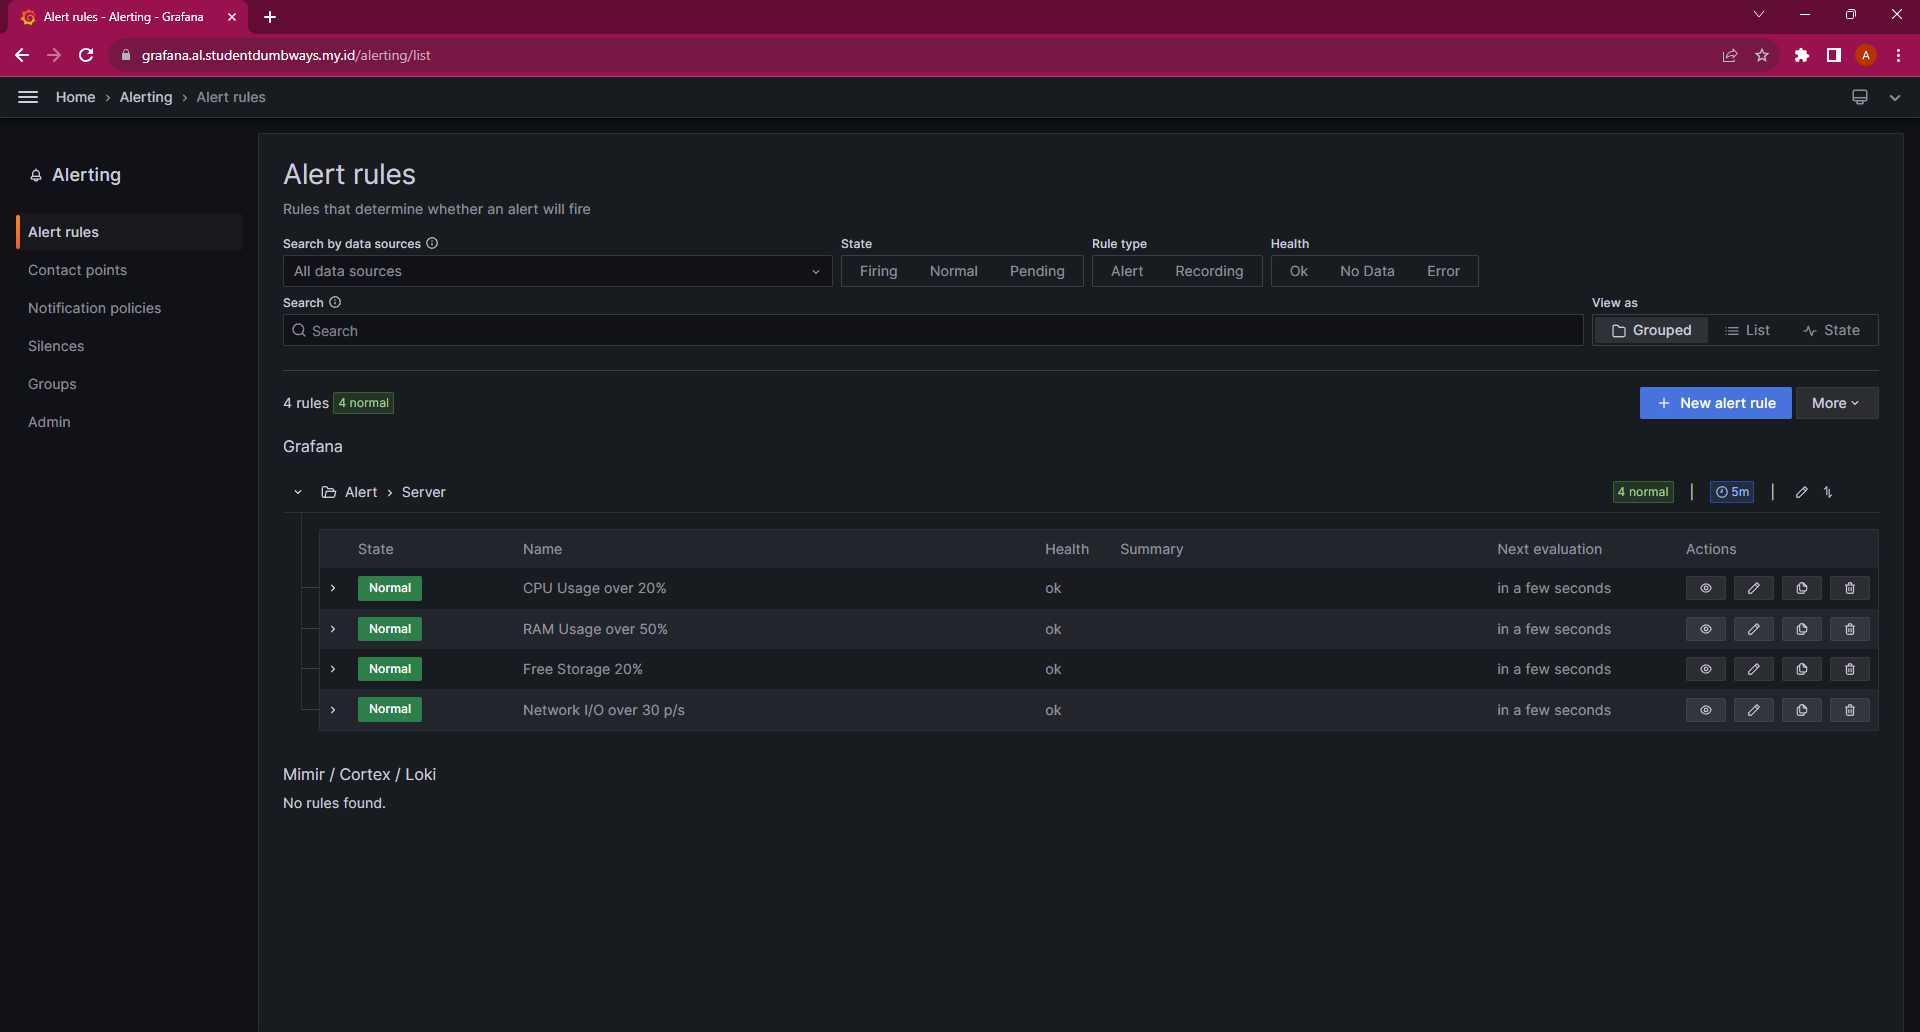 Alert rules - Alerting - Grafana
grafana.al.studentdumbways.my.id/alerting/list
A
Home › Alerting › Alert rules
Alerting
Alert rules
Contact points
Notification policies
Silences
Groups
Admin
Alert rules
Rules that determine whether an alert will fire
Search by data sources State Rule type Health
All data sources Firing Normal Pending Alert Recording Ok No Data Error
Search View as
Search Grouped List State
4 rules 4 normal + New alert rule More
Grafana
Alert › Server 4 normal | 5m |
State Name Health Summary Next evaluation Actions
Normal CPU Usage over 20% ok in a few seconds
Normal RAM Usage over 50% ok in a few seconds
Normal Free Storage 20% ok in a few seconds
Normal Network I/O over 30 p/s ok in a few seconds
Mimir / Cortex / Loki
No rules found.